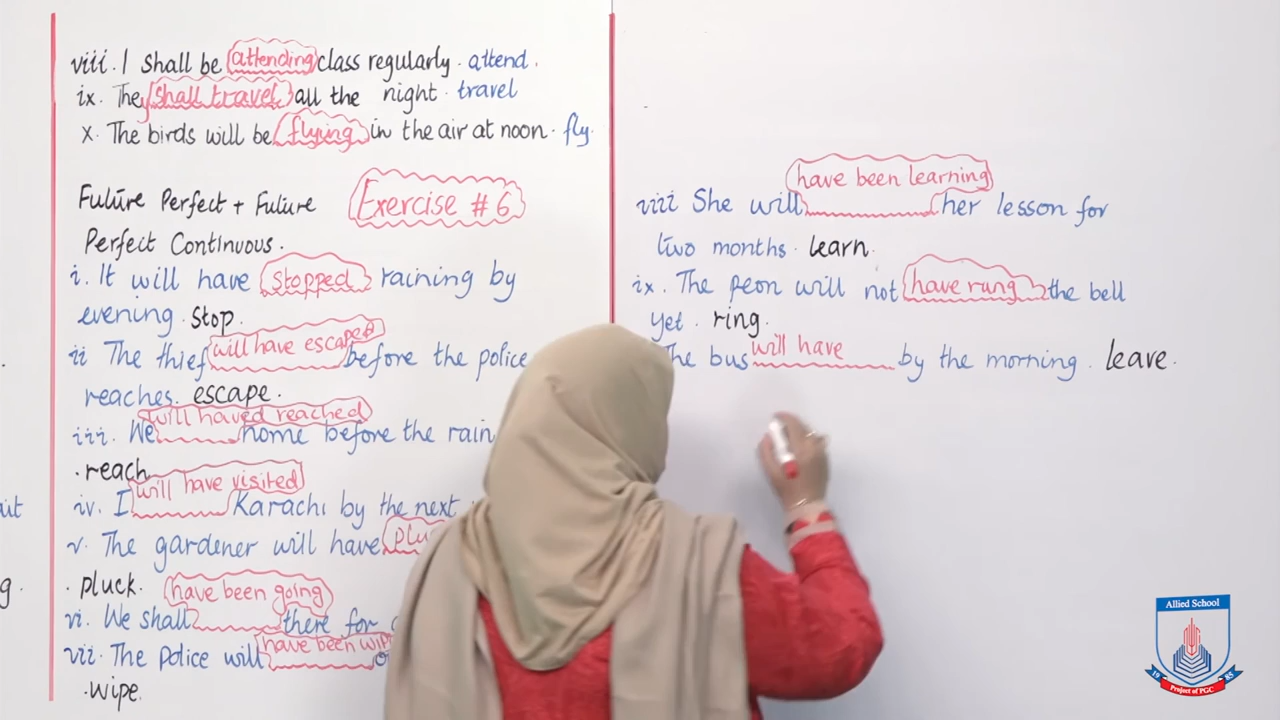 viii. I shall be attending class regularly. attend.
ix. They shall travel all the night. travel
x. The birds will be flying in the air at noon. fly.
Future Perfect + Future Exercise # 6
Perfect Continuous.
i. It will have stopped raining by
evening. stop.
ii The thief will have escaped before the police
reaches. escape.
iii. We will haved reached home before the rain
. reach
iv. I will have visited Karachi by the next
v. The gardener will have
. pluck.
vi. We shall have been going there for
vii. The police will have been
. wipe.
viii She will have been learning her lesson for
two months. learn.
ix. The peon will not have rung the bell
yet. ring.
The bus will have by the morning. leave.
Allied School
19 85
Project of PGC